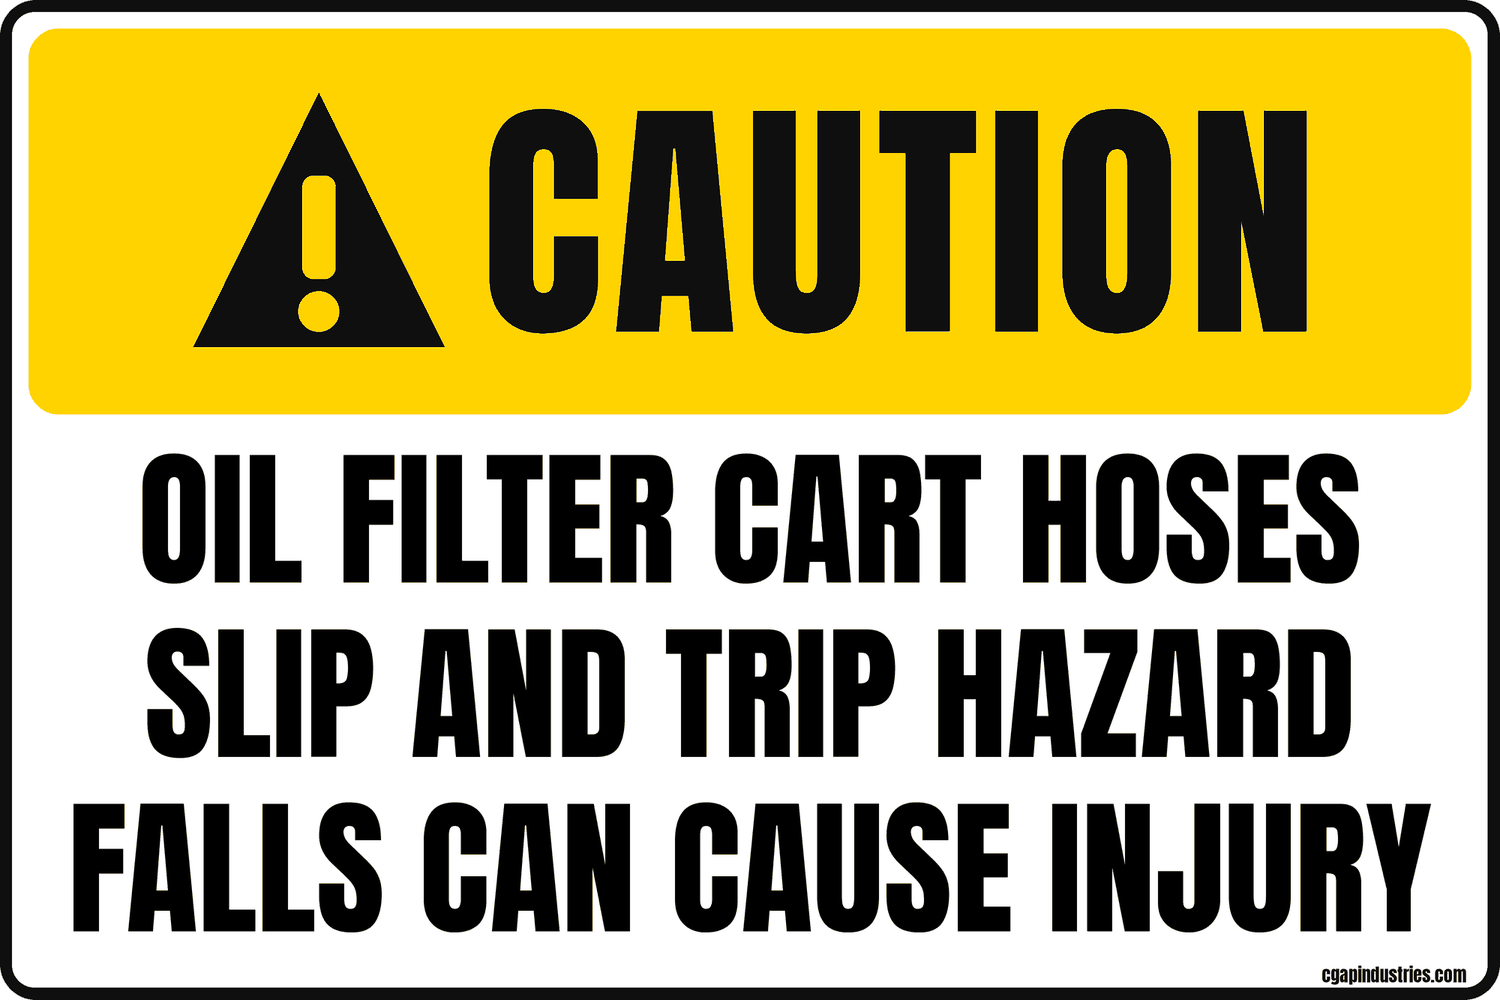 CAUTION
OIL FILTER CART HOSES
SLIP AND TRIP HAZARD
FALLS CAN CAUSE INJURY
cgapindustries.com